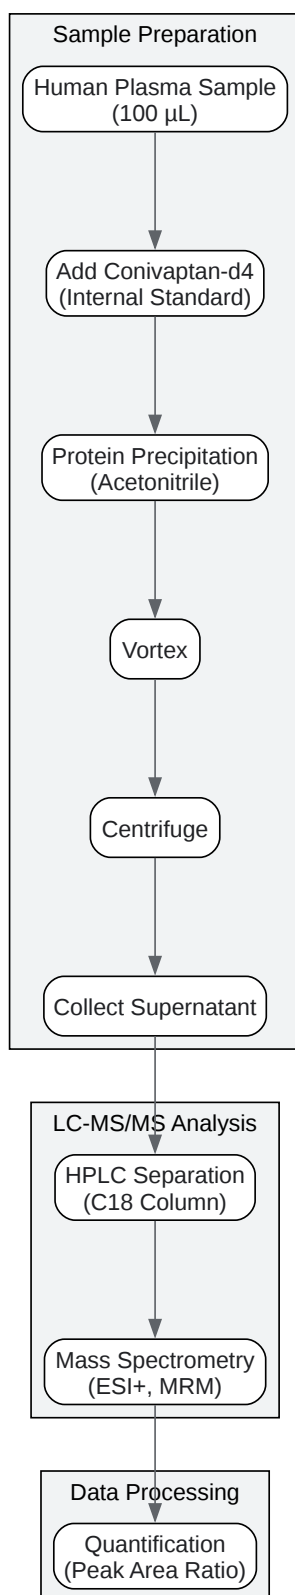 Sample Preparation
Human Plasma Sample
(100 µL)
Add Conivaptan-d4
(Internal Standard)
Protein Precipitation
(Acetonitrile)
Vortex
Centrifuge
Collect Supernatant
LC-MS/MS Analysis
HPLC Separation
(C18 Column)
Mass Spectrometry
(ESI+, MRM)
Data Processing
Quantification
(Peak Area Ratio)